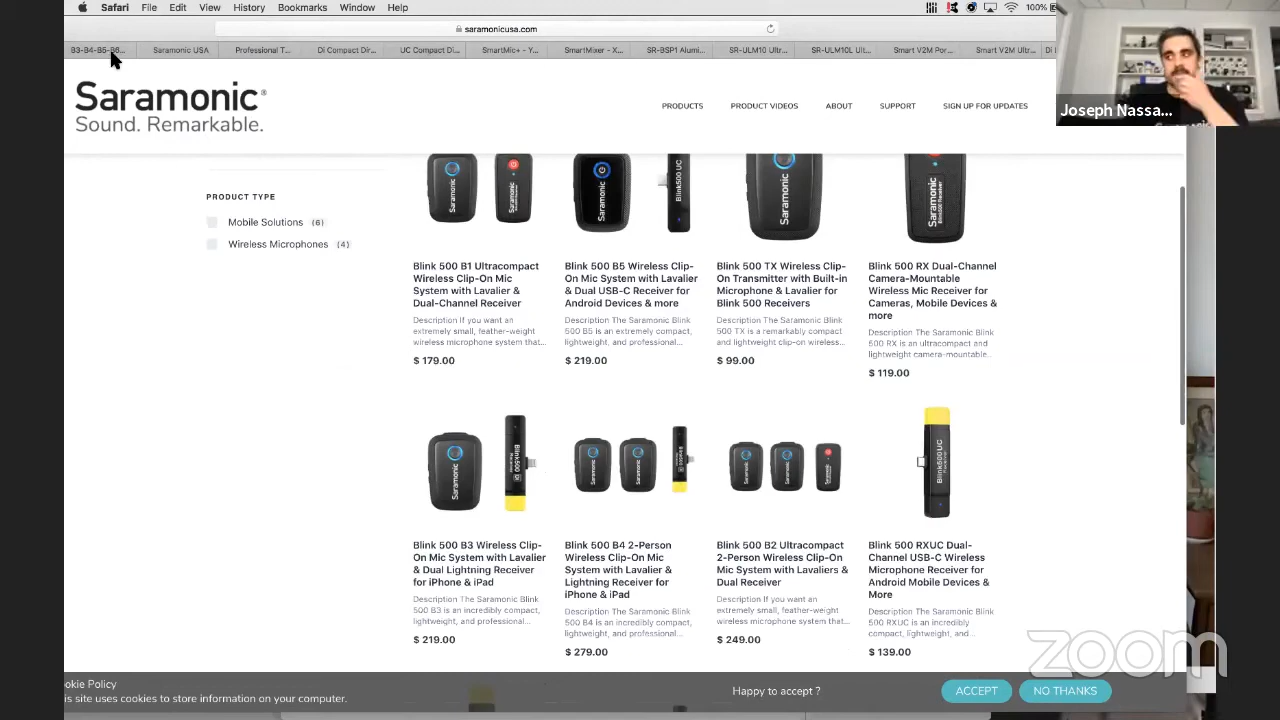 Safari File Edit View History Bookmarks Window Help 100%
saramonicusa.com
B3-B4-B5-B6... Saramonic USA Professional T... Di Compact Dir... UC Compact Di... SmartMic+ - Y... SmartMixer - X... SR-BSP1 Alumi... SR-ULM10 Ultr... SR-ULM10L Ult... Smart V2M Por... Smart V2M Ultr...
Joseph Nassa...
Saramonic®
Sound. Remarkable.
PRODUCTS PRODUCT VIDEOS ABOUT SUPPORT SIGN UP FOR UPDATES
PRODUCT TYPE
Mobile Solutions (6)
Wireless Microphones (4)
Blink 500 B1 Ultracompact
Wireless Clip-On Mic
System with Lavalier &
Dual-Channel Receiver
Description If you want an
extremely small, feather-weight
wireless microphone system that...
$ 179.00
Blink 500 B5 Wireless Clip-
On Mic System with Lavalier
& Dual USB-C Receiver for
Android Devices & more
Description The Saramonic Blink
500 B5 is an extremely compact,
lightweight, and professional...
$ 219.00
Blink 500 TX Wireless Clip-
On Transmitter with Built-in
Microphone & Lavalier for
Blink 500 Receivers
Description The Saramonic Blink
500 TX is a remarkably compact
and lightweight clip-on wireless...
$ 99.00
Blink 500 RX Dual-Channel
Camera-Mountable
Wireless Mic Receiver for
Cameras, Mobile Devices &
more
Description The Saramonic Blink
500 RX is an ultracompact and
lightweight camera-mountable...
$ 119.00
Blink 500 B3 Wireless Clip-
On Mic System with Lavalier
& Dual Lightning Receiver
for iPhone & iPad
Description The Saramonic Blink
500 B3 is an incredibly compact,
lightweight, and professional...
$ 219.00
Blink 500 B4 2-Person
Wireless Clip-On Mic
System with Lavalier &
Lightning Receiver for
iPhone & iPad
Description The Saramonic Blink
500 B4 is an incredibly compact,
lightweight, and professional...
$ 279.00
Blink 500 B2 Ultracompact
2-Person Wireless Clip-On
Mic System with Lavaliers &
Dual Receiver
Description If you want an
extremely small, feather-weight
wireless microphone system that...
$ 249.00
Blink 500 RXUC Dual-
Channel USB-C Wireless
Microphone Receiver for
Android Mobile Devices &
More
Description The Saramonic Blink
500 RXUC is an incredibly
compact, lightweight, and...
$ 139.00
zoom
okie Policy
is site uses cookies to store information on your computer.
Happy to accept ? ACCEPT NO THANKS